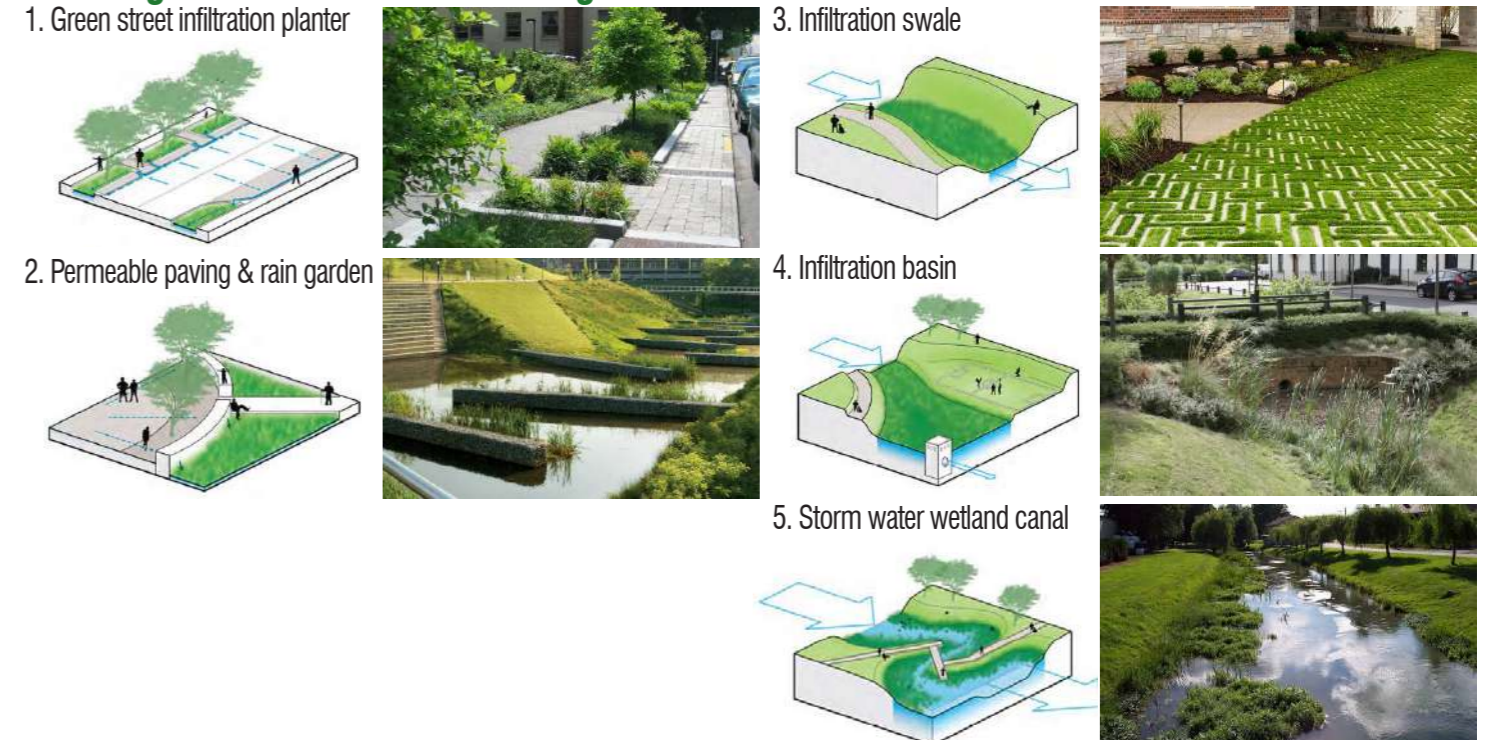 1. Green street infiltration planter
2. Permeable paving & rain garden
3. Infiltration swale
4. Infiltration basin
5. Storm water wetland canal